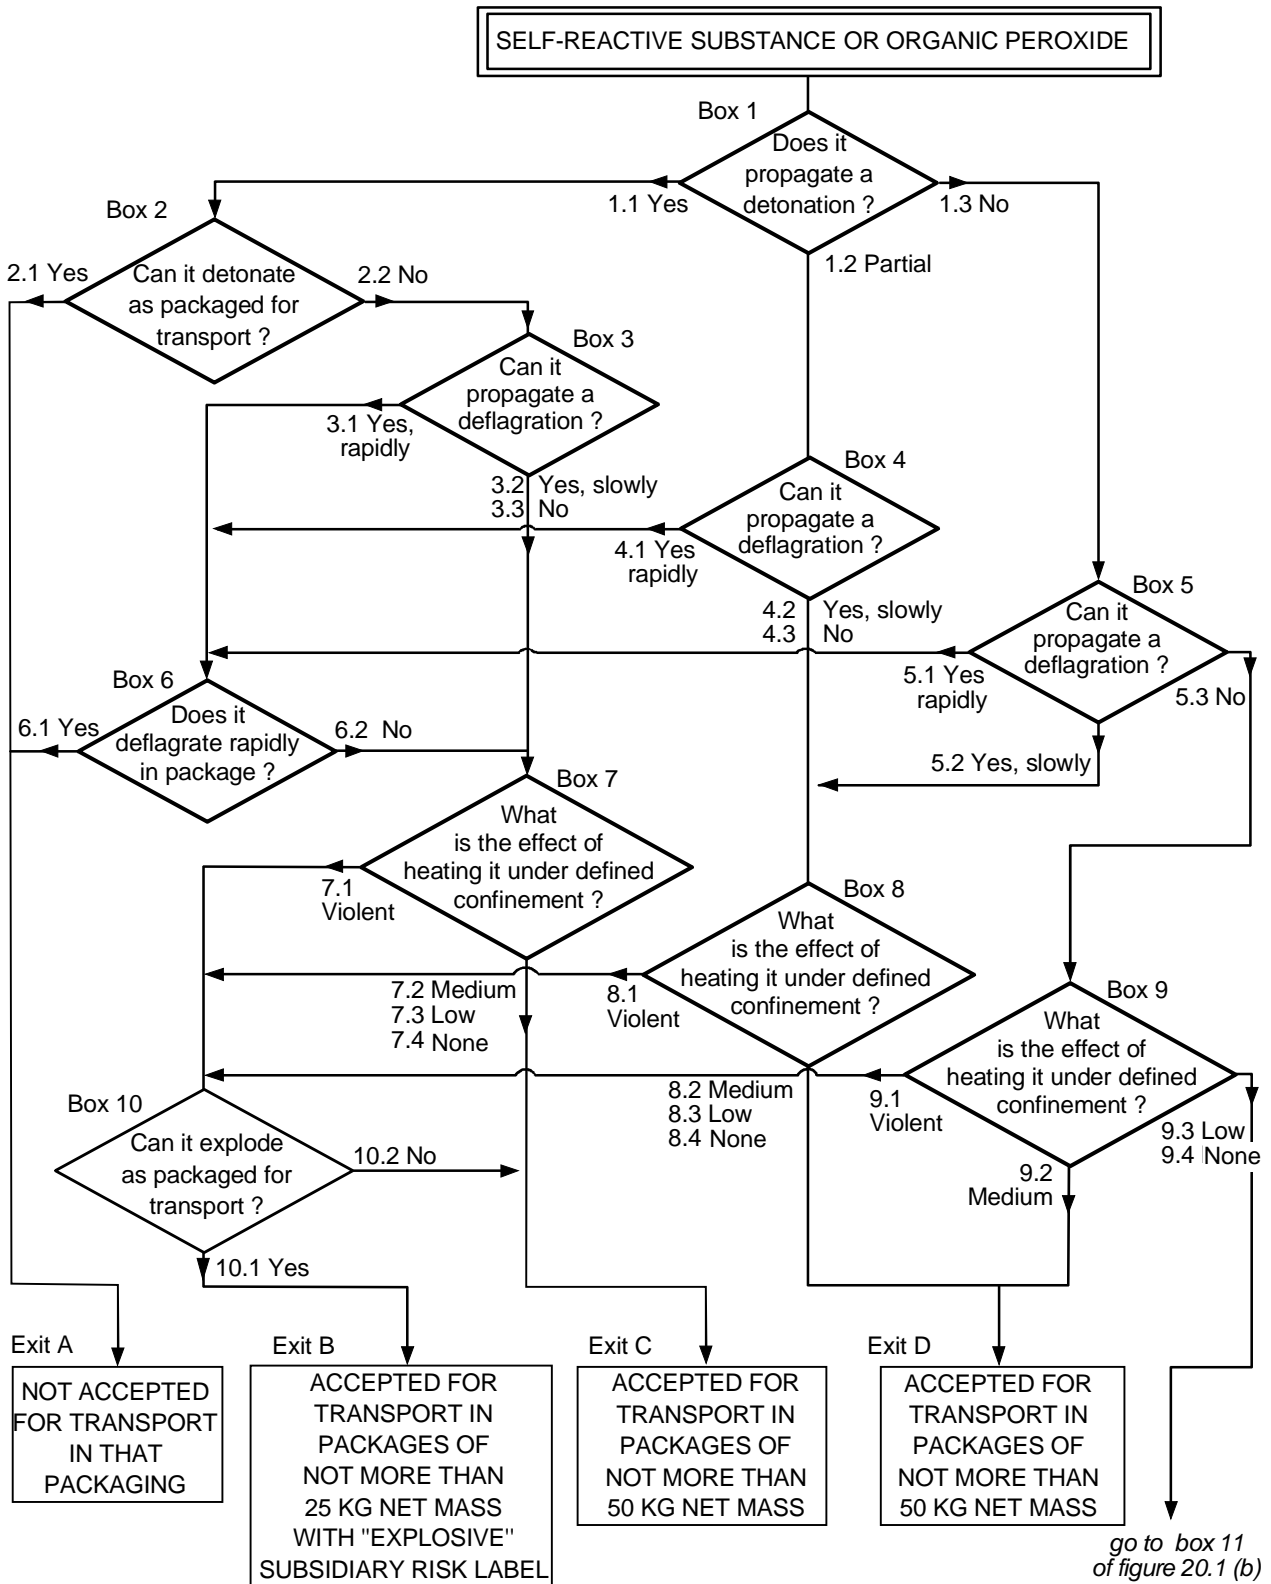 SELF-REACTIVE SUBSTANCE OR ORGANIC PEROXIDE
Box 1
Does it
propagate a
detonation ?
1.1 Yes
1.3 No
1.2 Partial
Box 2
Can it detonate
as packaged for
transport ?
2.1 Yes
2.2 No
Box 3
Can it
propagate a
deflagration ?
3.1 Yes,
rapidly
3.2 Yes, slowly
3.3 No
Box 4
Can it
propagate a
deflagration ?
4.1 Yes
rapidly
4.2 Yes, slowly
4.3 No
Box 5
Can it
propagate a
deflagration ?
5.1 Yes
rapidly
5.3 No
5.2 Yes, slowly
Box 6
Does it
deflagrate rapidly
in package ?
6.1 Yes
6.2 No
Box 7
What
is the effect of
heating it under defined
confinement ?
7.1
Violent
7.2 Medium
7.3 Low
7.4 None
Box 8
What
is the effect of
heating it under defined
confinement ?
8.1
Violent
8.2 Medium
8.3 Low
8.4 None
Box 9
What
is the effect of
heating it under defined
confinement ?
9.1
Violent
9.2
Medium
9.3 Low
9.4 None
Box 10
Can it explode
as packaged for
transport ?
10.2 No
10.1 Yes
Exit A
NOT ACCEPTED
FOR TRANSPORT
IN THAT
PACKAGING
Exit B
ACCEPTED FOR
TRANSPORT IN
PACKAGES OF
NOT MORE THAN
25 KG NET MASS
WITH "EXPLOSIVE"
SUBSIDIARY RISK LABEL
Exit C
ACCEPTED FOR
TRANSPORT IN
PACKAGES OF
NOT MORE THAN
50 KG NET MASS
Exit D
ACCEPTED FOR
TRANSPORT IN
PACKAGES OF
NOT MORE THAN
50 KG NET MASS
go to box 11
of figure 20.1 (b)